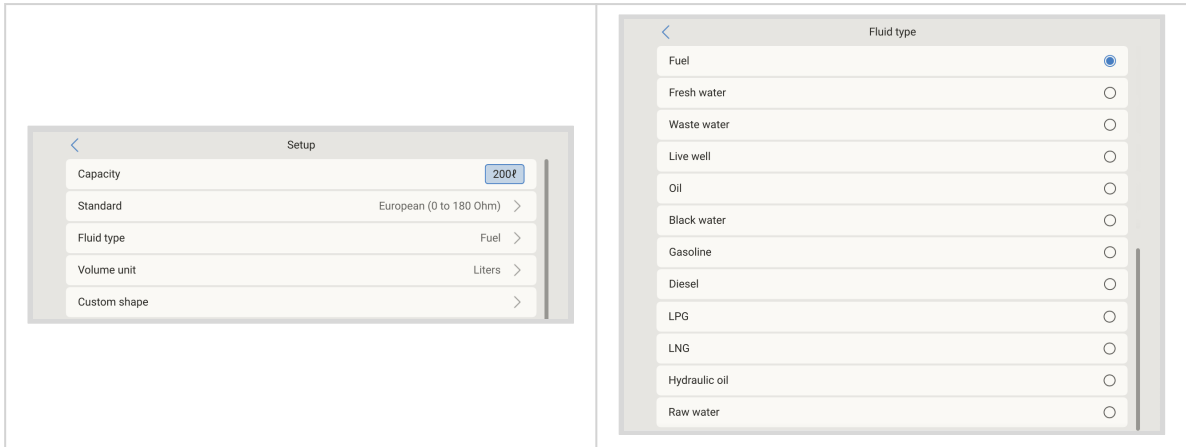 Setup
Capacity 200ℓ
Standard European (0 to 180 Ohm)
Fluid type Fuel
Volume unit Liters
Custom shape
Fluid type
Fuel
Fresh water
Waste water
Live well
Oil
Black water
Gasoline
Diesel
LPG
LNG
Hydraulic oil
Raw water